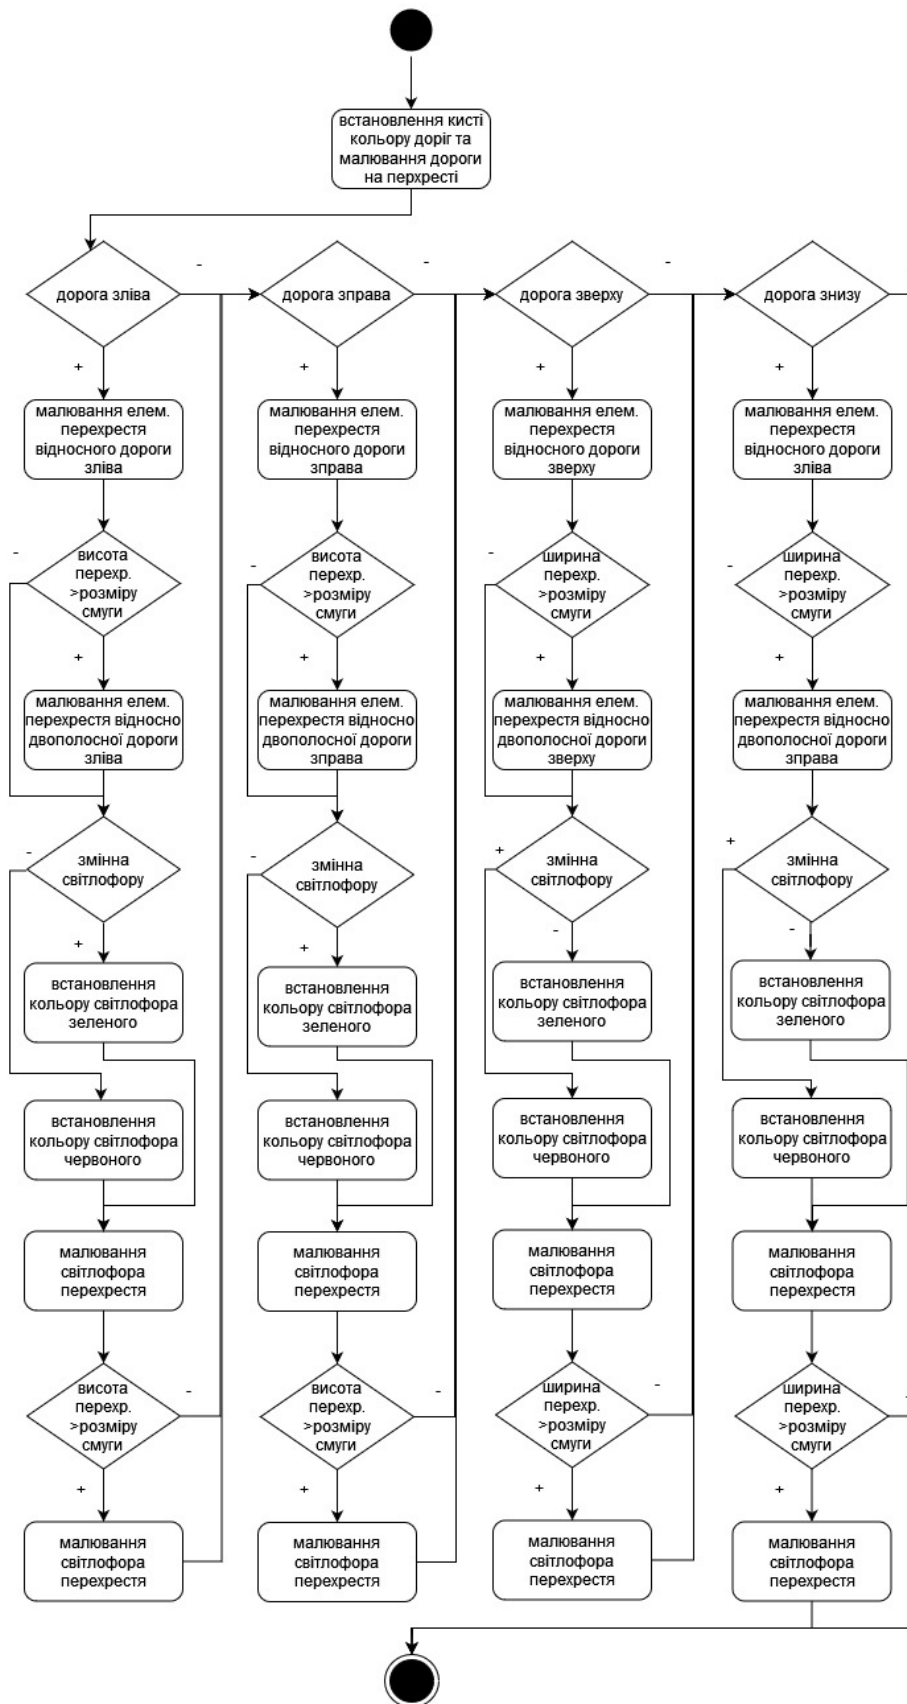 встановлення кисті
кольору доріг та
малювання дороги
на перхресті
дорога зліва
-
+
малювання елем.
перехрестя
відносного дороги
зліва
-
висота
перехр.
>розміру
смуги
+
малювання елем.
перехрестя відносно
двополосної дороги
зліва
-
змінна
світлофору
+
встановлення
кольору світлофора
зеленого
встановлення
кольору світлофора
червоного
малювання
світлофора
перехрестя
висота
перехр.
>розміру
смуги
-
+
малювання
світлофора
перехрестя
дорога зправа
-
+
малювання елем.
перехрестя
відносного дороги
зправа
-
висота
перехр.
>розміру
смуги
+
малювання елем.
перехрестя відносно
двополосної дороги
зправа
-
змінна
світлофору
+
встановлення
кольору світлофора
зеленого
встановлення
кольору світлофора
червоного
малювання
світлофора
перехрестя
висота
перехр.
>розміру
смуги
-
+
малювання
світлофора
перехрестя
дорога зверху
-
+
малювання елем.
перехрестя
відносного дороги
зверху
-
ширина
перехр.
>розміру
смуги
+
малювання елем.
перехрестя відносно
двополосної дороги
зверху
+
змінна
світлофору
-
встановлення
кольору світлофора
зеленого
встановлення
кольору світлофора
червоного
малювання
світлофора
перехрестя
ширина
перехр.
>розміру
смуги
-
+
малювання
світлофора
перехрестя
дорога знизу
-
+
малювання елем.
перехрестя
відносного дороги
зліва
-
ширина
перехр.
>розміру
смуги
+
малювання елем.
перехрестя відносно
двополосної дороги
зправа
+
змінна
світлофору
-
встановлення
кольору світлофора
зеленого
встановлення
кольору світлофора
червоного
малювання
світлофора
перехрестя
ширина
перехр.
>розміру
смуги
-
+
малювання
світлофора
перехрестя